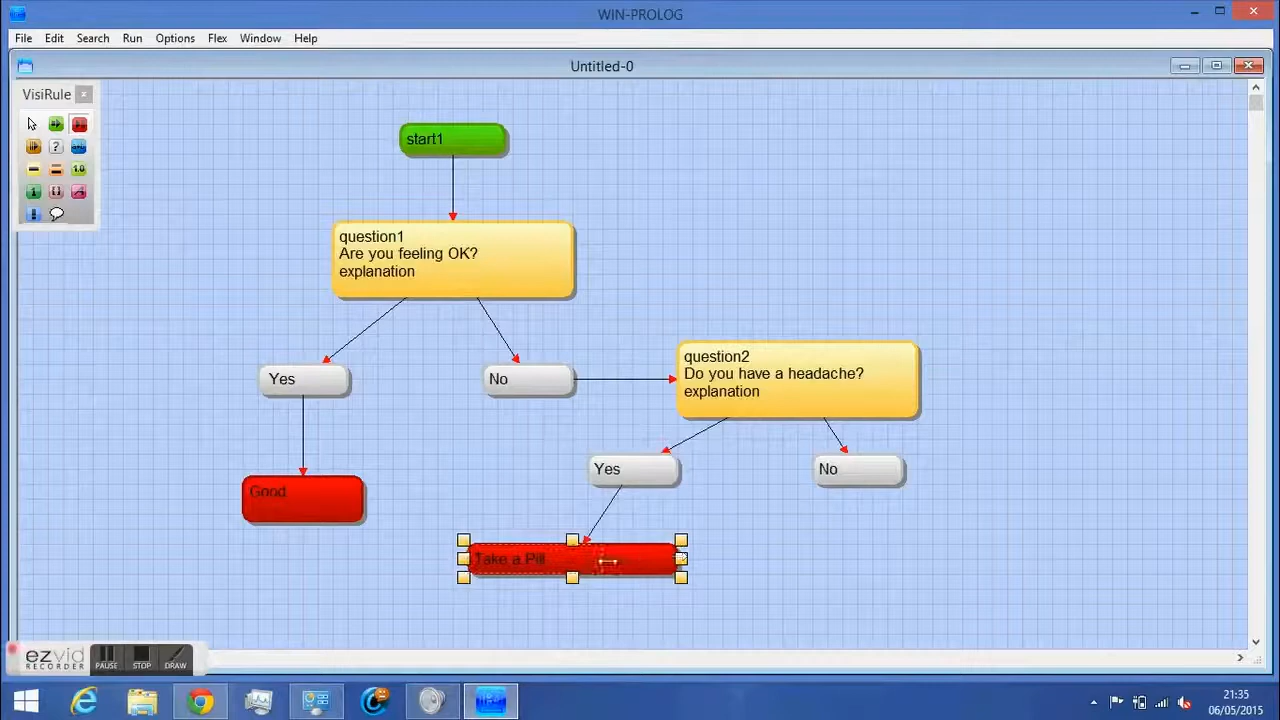 WIN-PROLOG
File Edit Search Run Options Flex Window Help
Untitled-0
VisiRule
start1
question1
Are you feeling OK?
explanation
Yes
No
question2
Do you have a headache?
explanation
Good
Yes
No
Take a Pill
ezvid
RECORDER
PAUSE STOP DRAW
21:35
06/05/2015